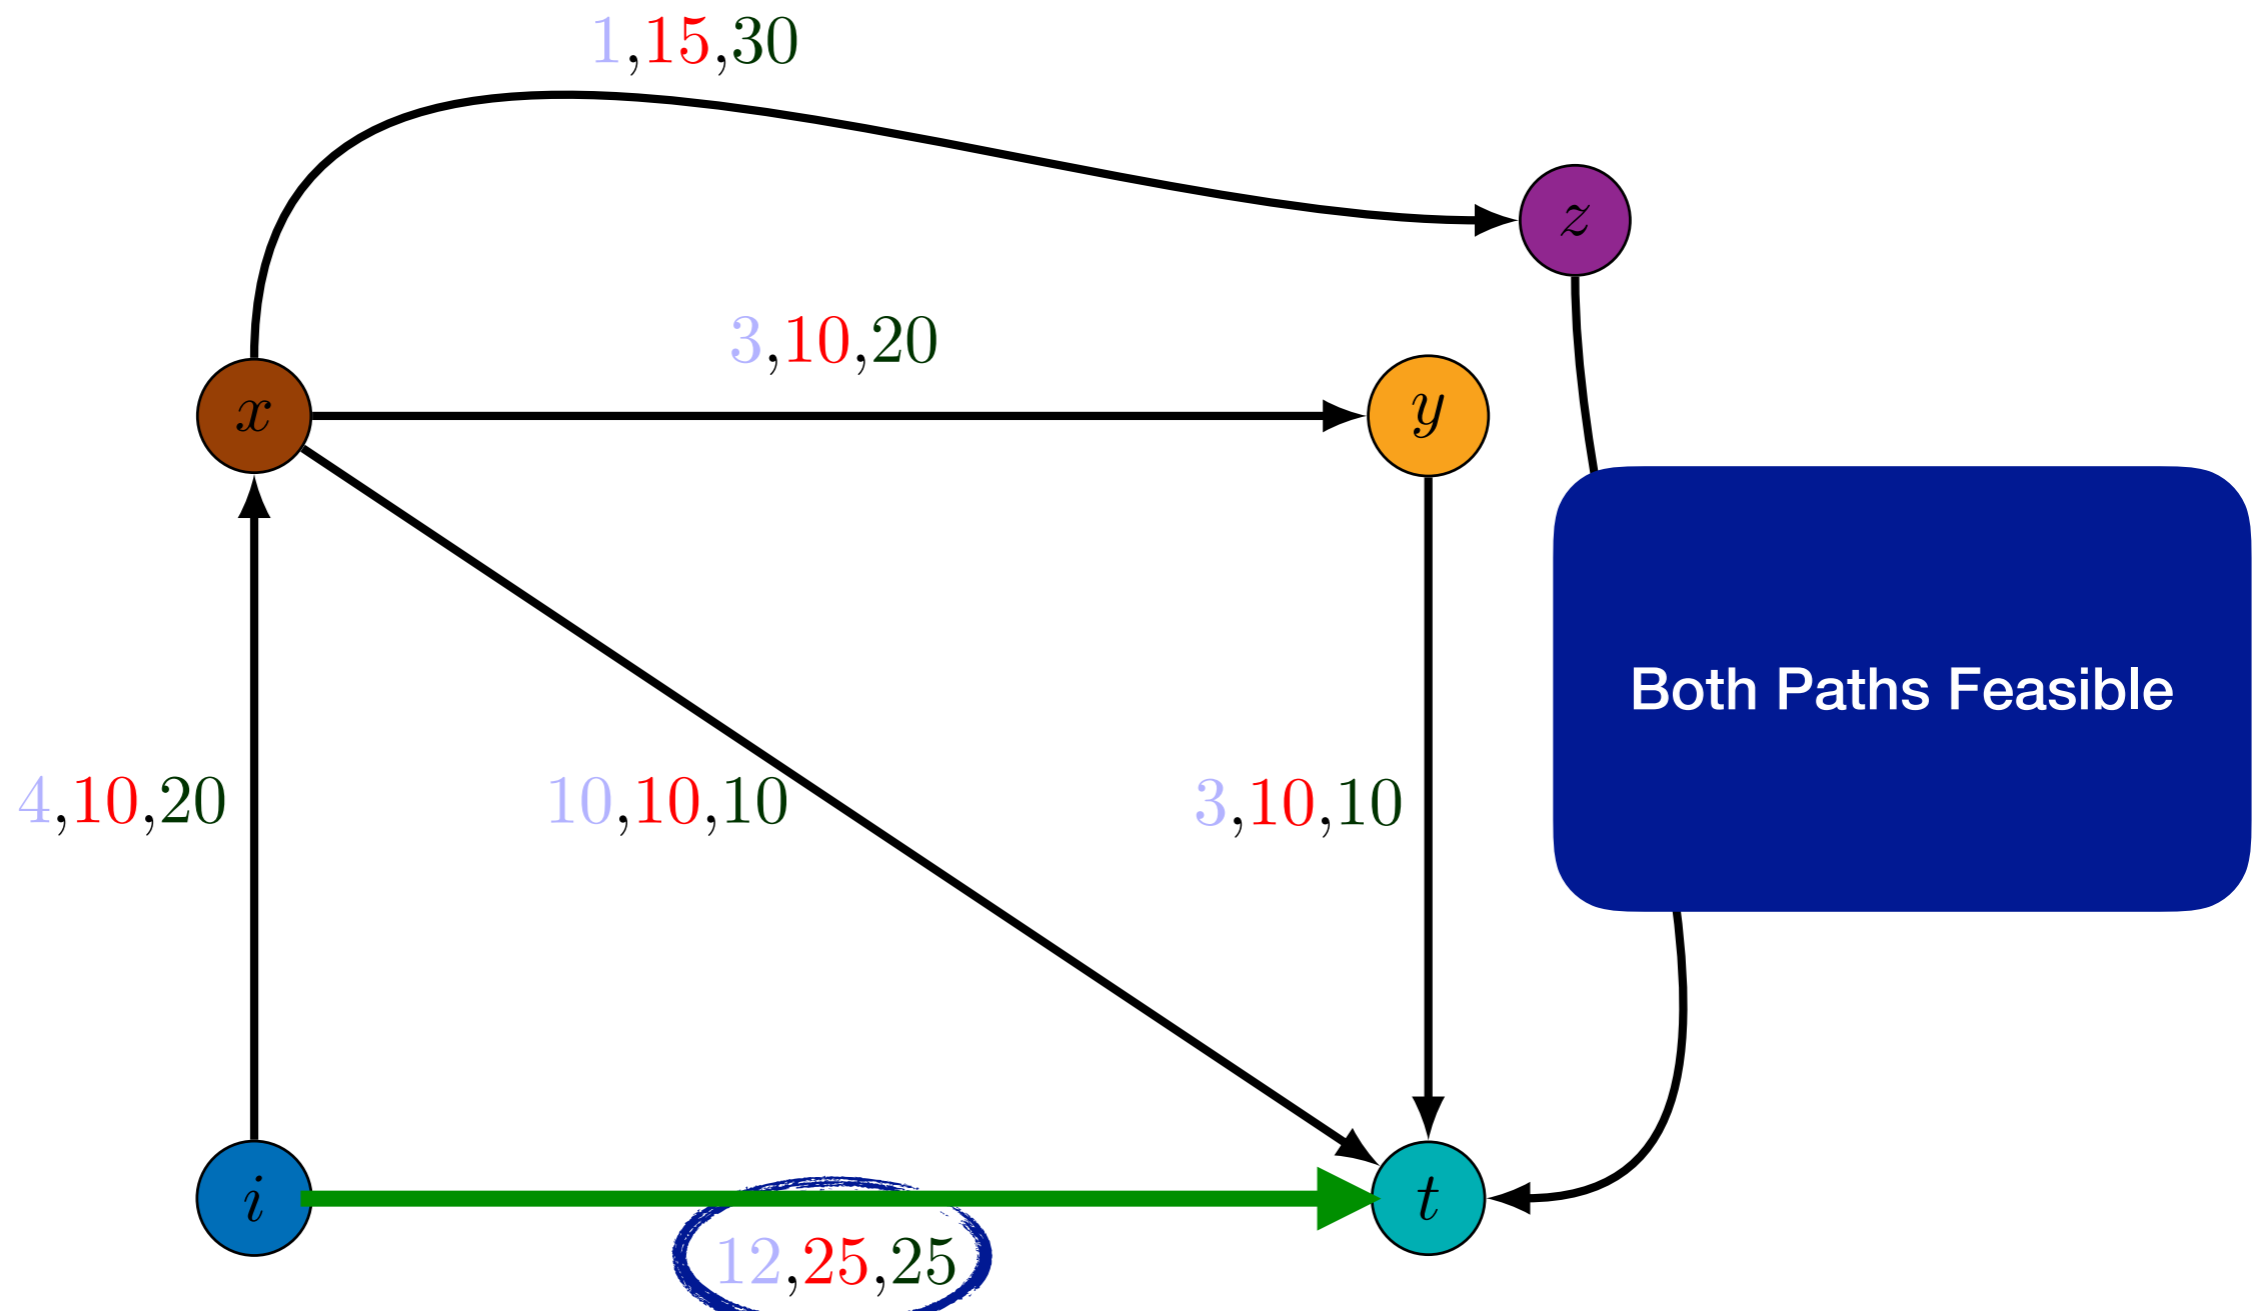 1,15,30
z
3,10,20
x
y
Both Paths Feasible
4,10,20
10,10,10
3,10,10
i
t
12,25,25